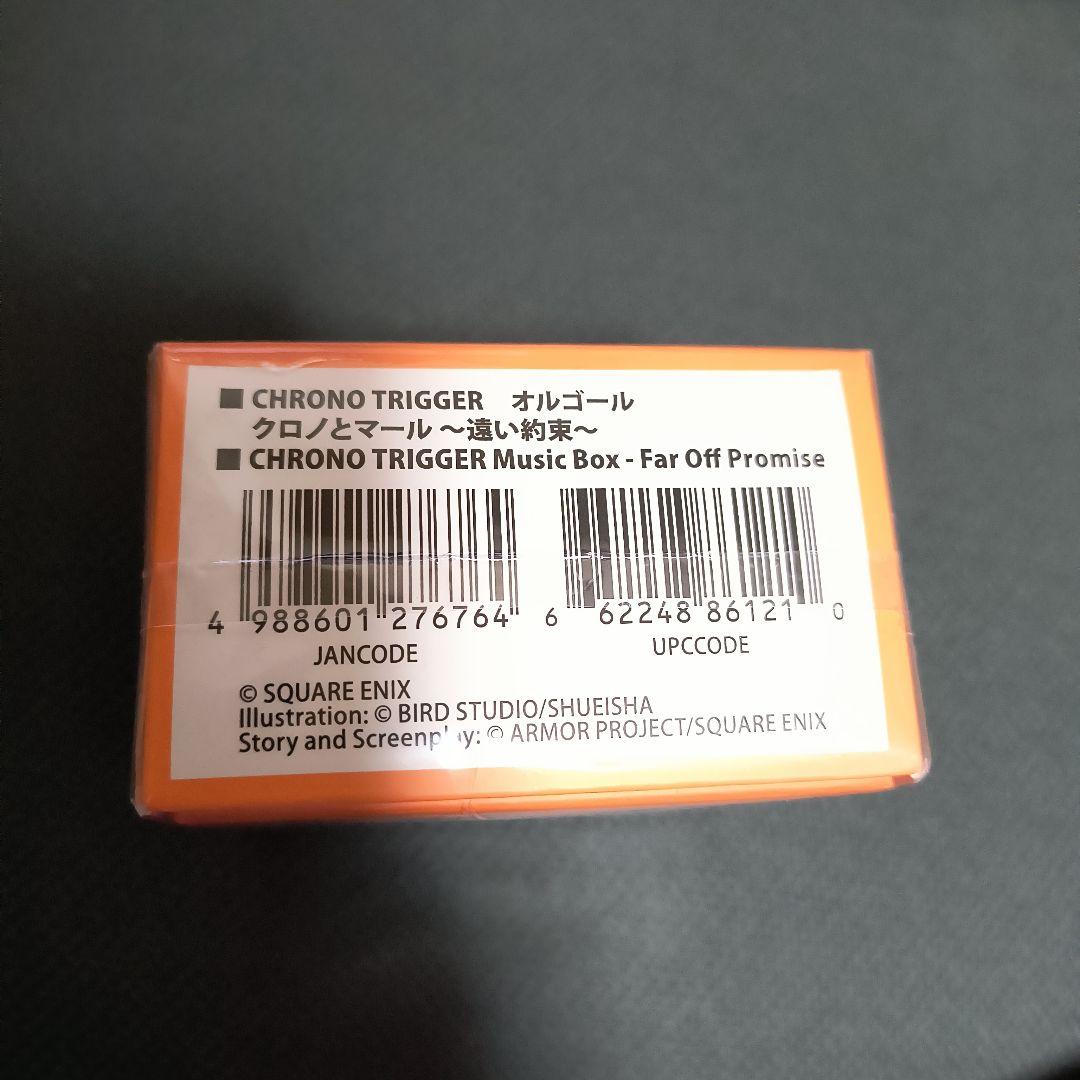 ■ CHRONO TRIGGER オルゴール
クロノとマール ～遠い約束～
■ CHRONO TRIGGER Music Box - Far Off Promise
4 988601 276764 6 62248 86121 0
JANCODE UPCCODE
© SQUARE ENIX
Illustration: © BIRD STUDIO/SHUEISHA
Story and Screenplay: © ARMOR PROJECT/SQUARE ENIX